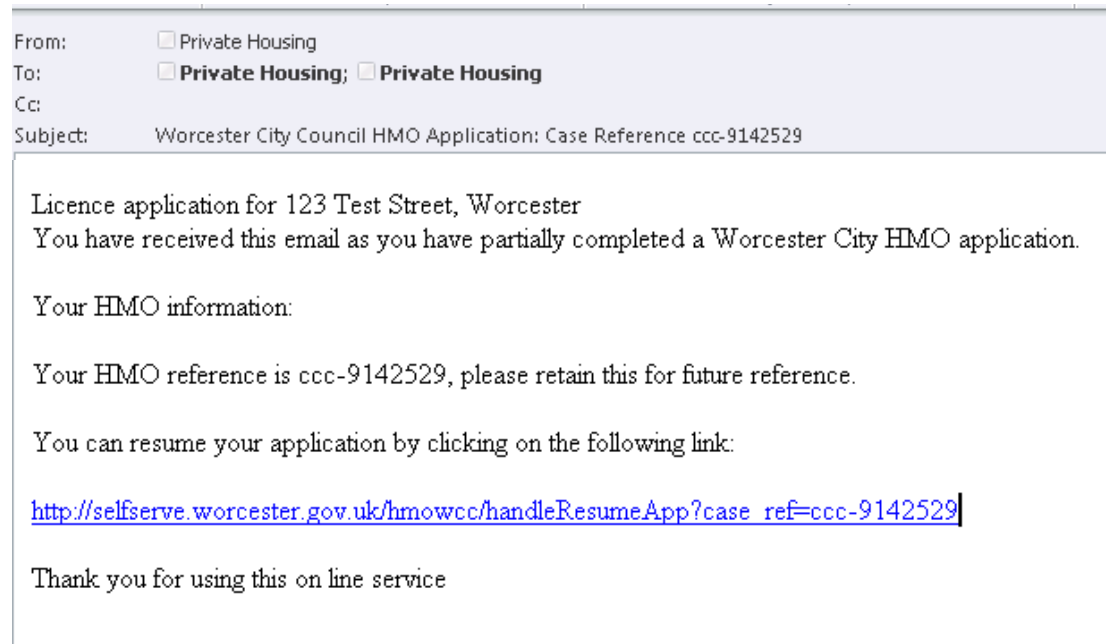 From: Private Housing
To: Private Housing; Private Housing
Cc:
Subject: Worcester City Council HMO Application: Case Reference ccc-9142529
Licence application for 123 Test Street, Worcester
You have received this email as you have partially completed a Worcester City HMO application.
Your HMO information:
Your HMO reference is ccc-9142529, please retain this for future reference.
You can resume your application by clicking on the following link:
http://selfserve.worcester.gov.uk/hmowcc/handleResumeApp?case_ref=ccc-9142529
Thank you for using this on line service